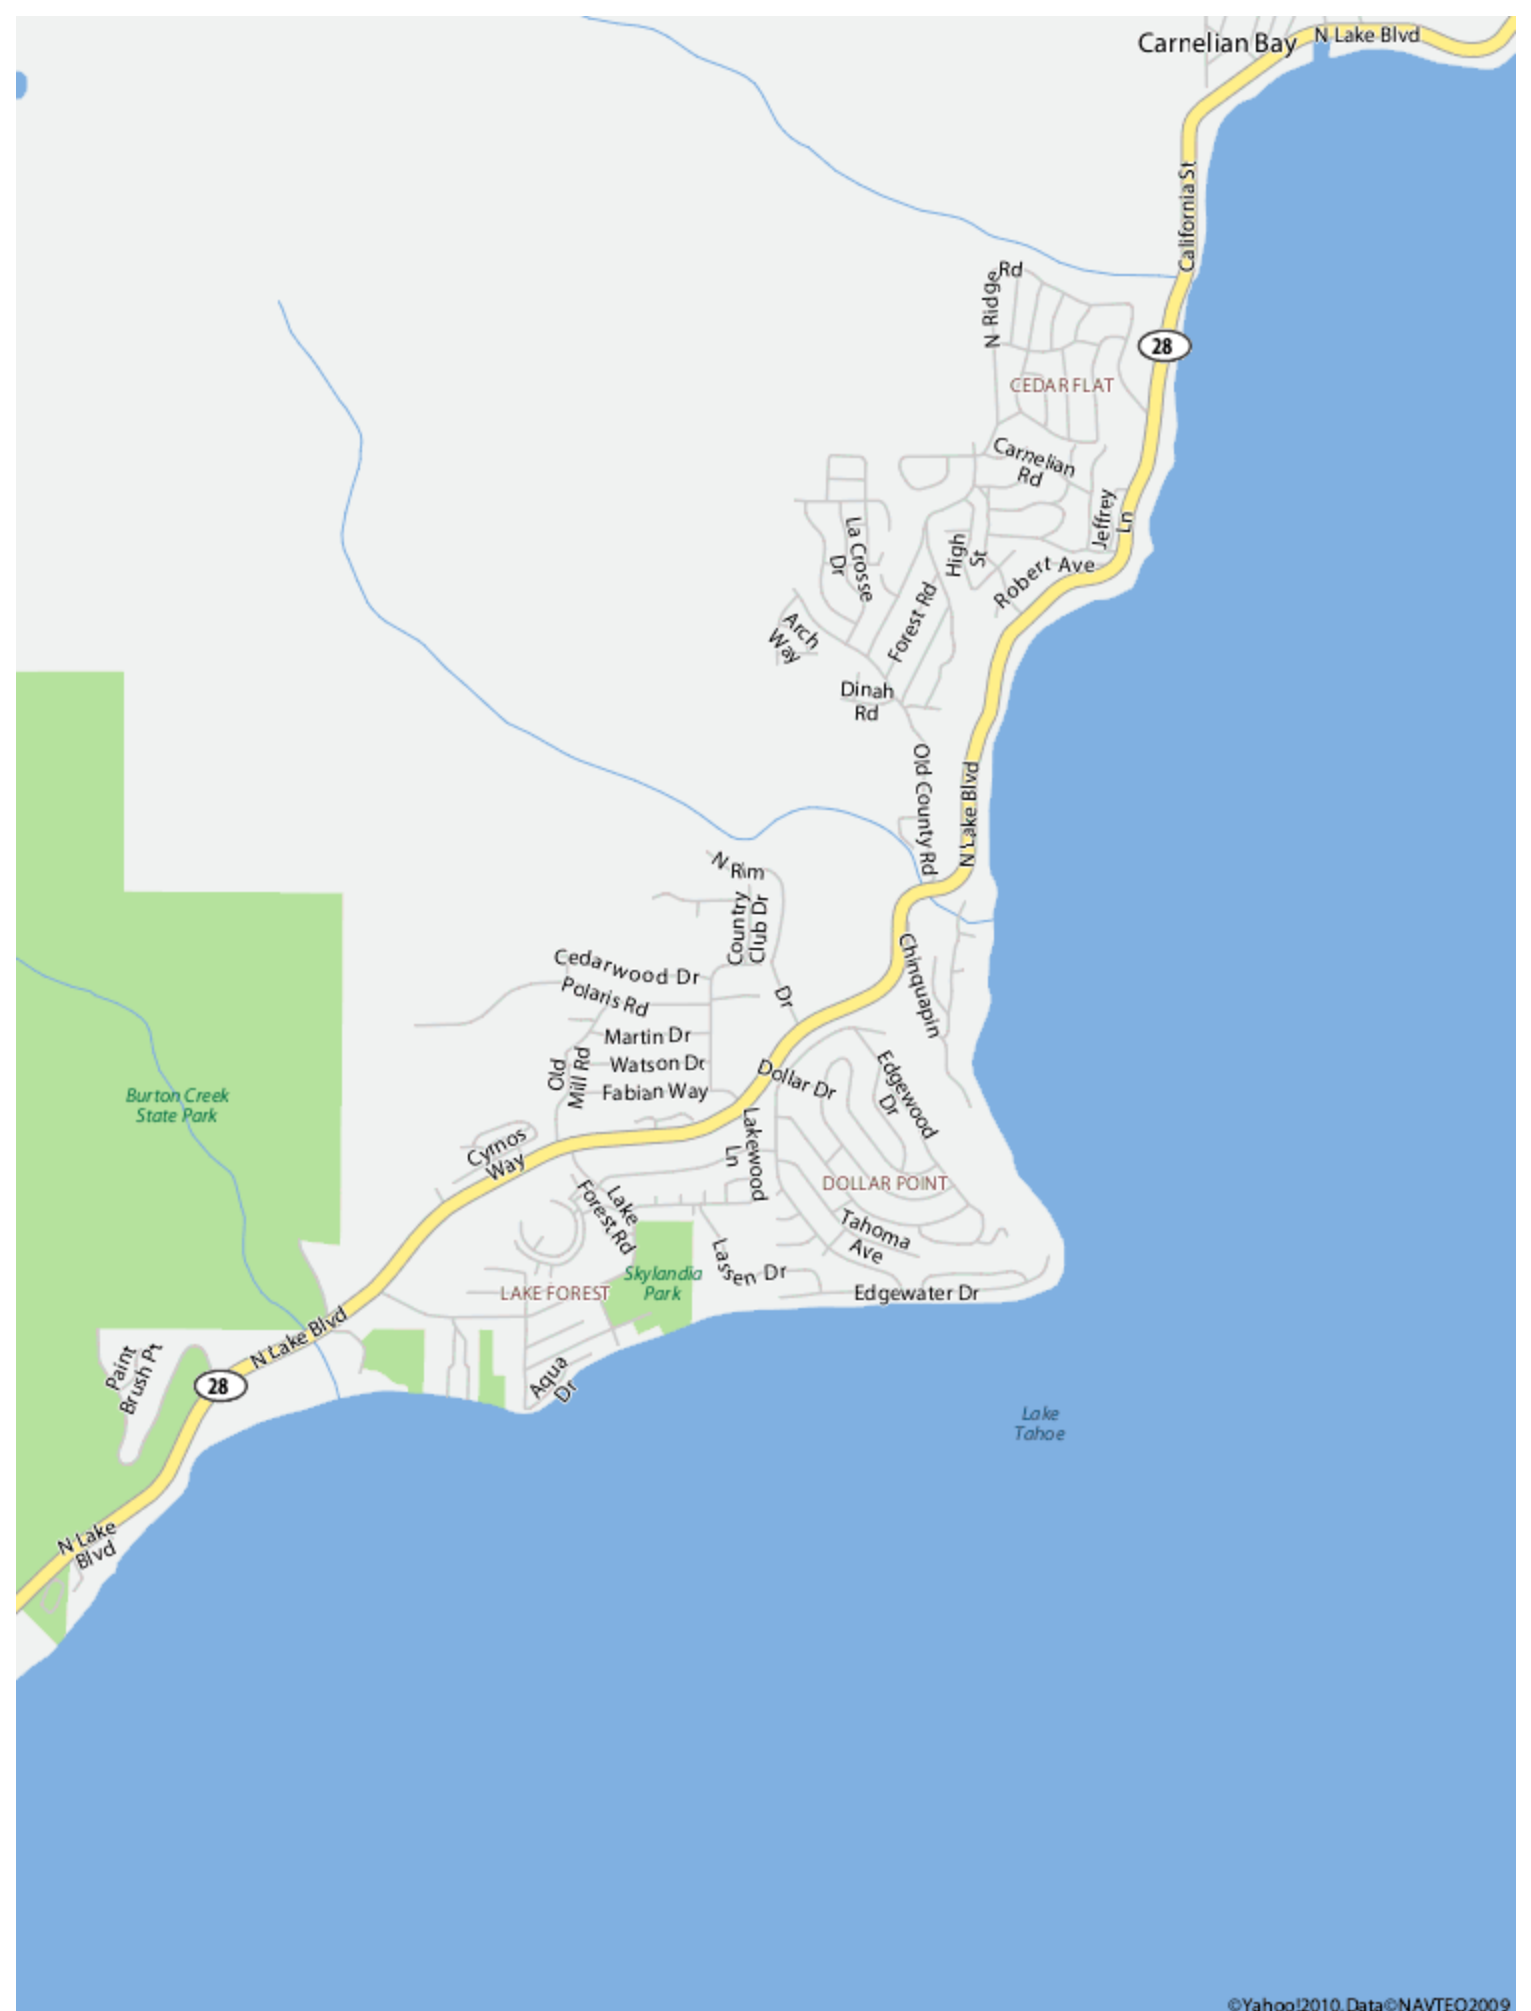 Carnelian Bay
N Lake Blvd
California St
N Ridge Rd
28
CEDAR FLAT
Carnelian
Rd
Jeffrey
Ln
La Crosse
Dr
High
St
Robert Ave
Forest Rd
Arch
Way
Dinah
Rd
Old County Rd
N Lake Blvd
N Rim
Country
Club Dr
Chinquapin
Cedarwood Dr
Polaris Rd
Dr
Martin Dr
Old
Mill Rd
Watson Dr
Fabian Way
Dollar Dr
Edgewood
Dr
Burton Creek
State Park
Cymos
Way
Lakewood
Ln
DOLLAR POINT
Lake
Forest Rd
Tahoma
Ave
Lassen Dr
Skylandia
Park
LAKE FOREST
Edgewater Dr
N Lake Blvd
Paint
Brush Pt
28
Aqua
Dr
Lake
Tahoe
N Lake
Blvd
©Yahoo!2010,Data©NAVTEQ2009